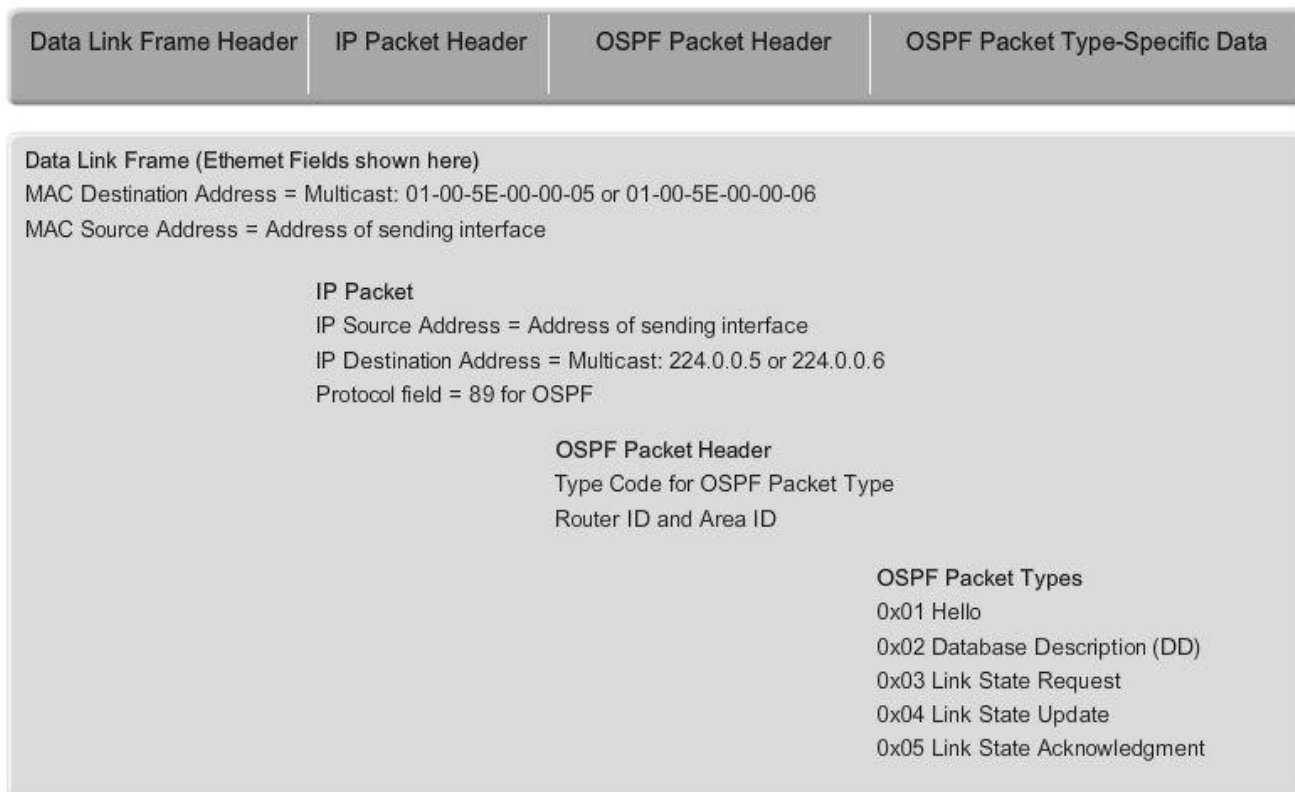 Data Link Frame Header IP Packet Header OSPF Packet Header OSPF Packet Type-Specific Data
Data Link Frame (Ethernet Fields shown here)
MAC Destination Address = Multicast: 01-00-5E-00-00-05 or 01-00-5E-00-00-06
MAC Source Address = Address of sending interface
IP Packet
IP Source Address = Address of sending interface
IP Destination Address = Multicast: 224.0.0.5 or 224.0.0.6
Protocol field = 89 for OSPF
OSPF Packet Header
Type Code for OSPF Packet Type
Router ID and Area ID
OSPF Packet Types
0x01 Hello
0x02 Database Description (DD)
0x03 Link State Request
0x04 Link State Update
0x05 Link State Acknowledgment